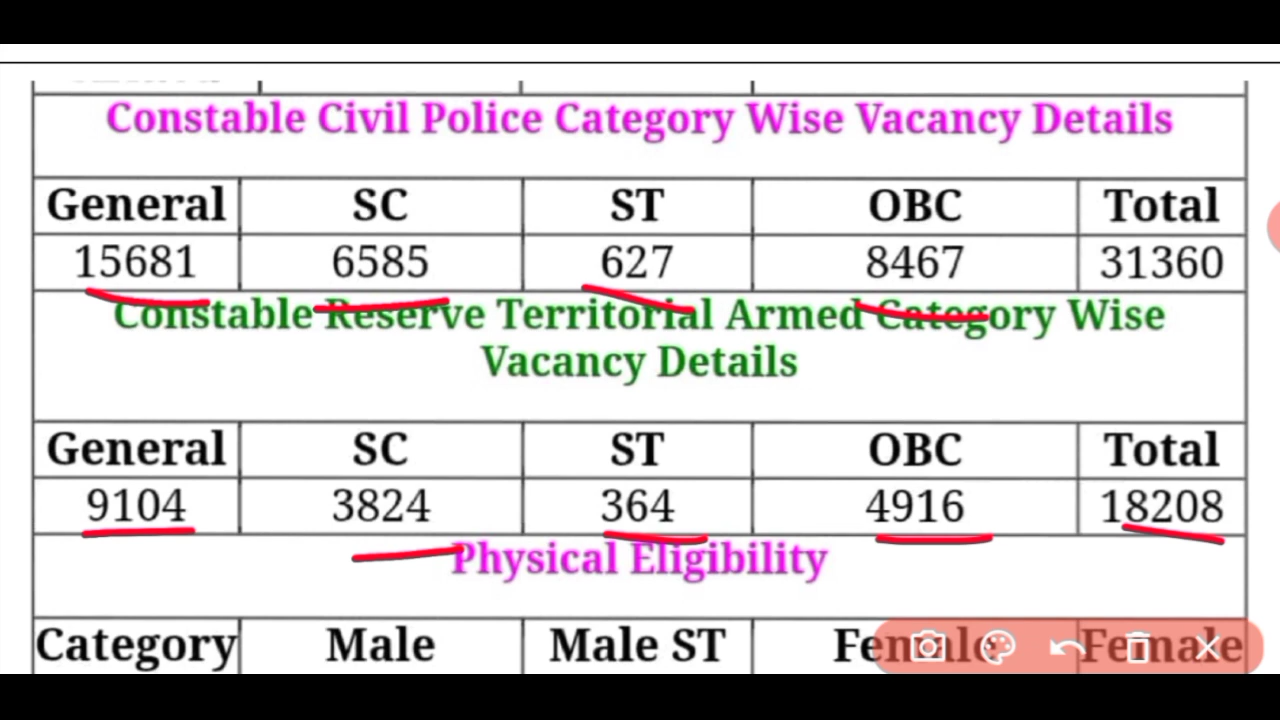 Constable Civil Police Category Wise Vacancy Details
General SC ST OBC Total
15681 6585 627 8467 31360
Constable Reserve Territorial Armed Category Wise
Vacancy Details
General SC ST OBC Total
9104 3824 364 4916 18208
Physical Eligibility
Category Male Male ST Female Female